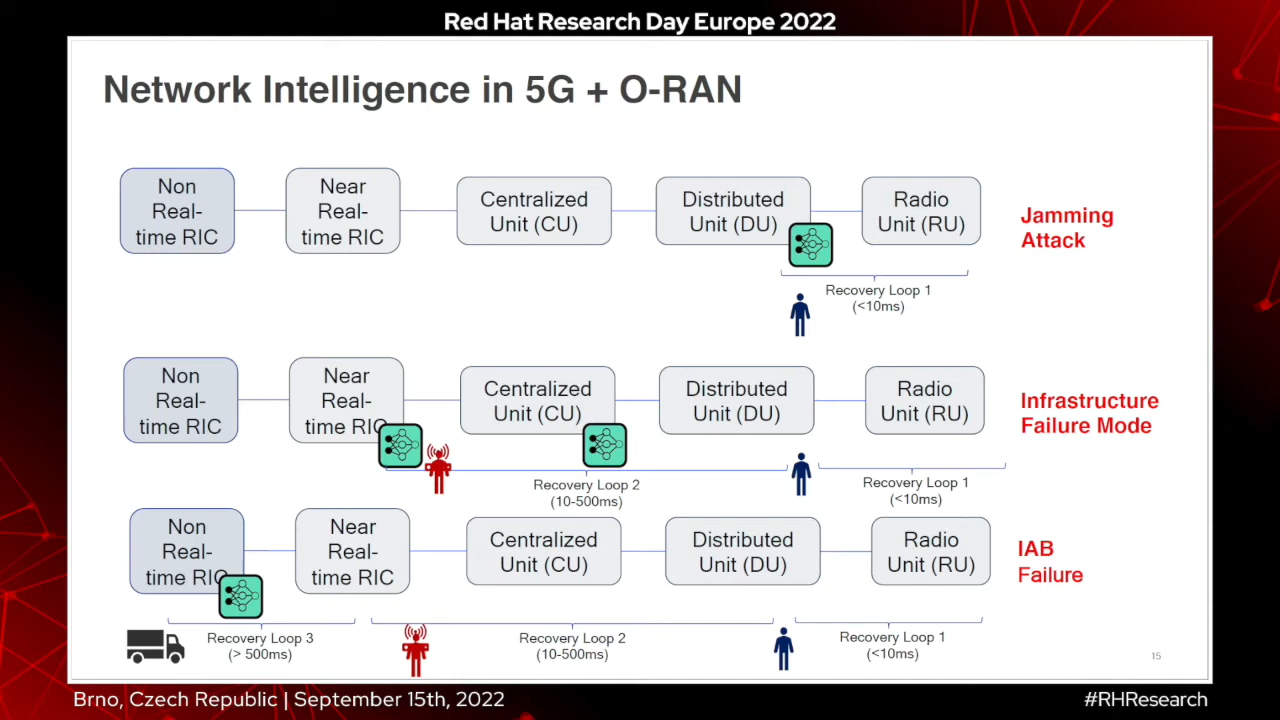 Red Hat Research Day Europe 2022
Network Intelligence in 5G + O-RAN
Non
Real-
time RIC
Near
Real-
time RIC
Centralized
Unit (CU)
Distributed
Unit (DU)
Radio
Unit (RU)
Jamming
Attack
Recovery Loop 1
(<10ms)
Non
Real-
time RIC
Near
Real-
time RIC
Centralized
Unit (CU)
Distributed
Unit (DU)
Radio
Unit (RU)
Infrastructure
Failure Mode
Recovery Loop 2
(10-500ms)
Recovery Loop 1
(<10ms)
Non
Real-
time RIC
Near
Real-
time RIC
Centralized
Unit (CU)
Distributed
Unit (DU)
Radio
Unit (RU)
IAB
Failure
Recovery Loop 3
(> 500ms)
Recovery Loop 2
(10-500ms)
Recovery Loop 1
(<10ms)
15
Brno, Czech Republic | September 15th, 2022
#RHResearch